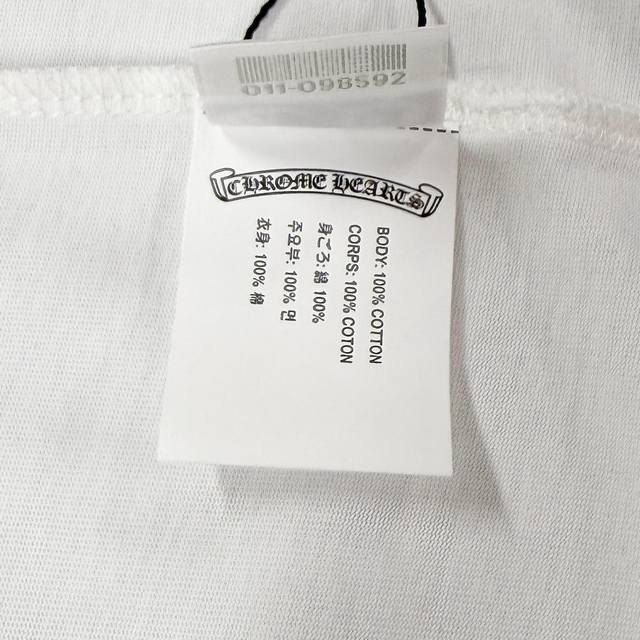 011-098592
CHROME HEARTS
BODY: 100% COTTON
CORPS: 100% COTON
身ごろ: 綿 100%
주요부: 100% 면
衣身: 100% 棉